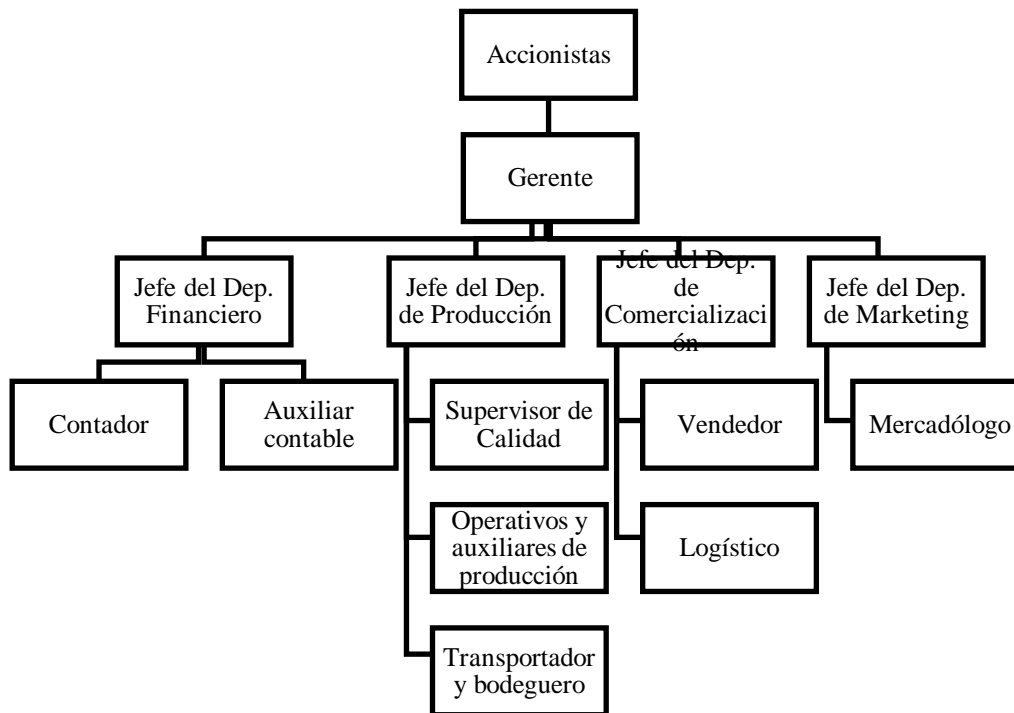 Accionistas
Gerente
Jefe del Dep.
Financiero
Jefe del Dep.
de Producción
Jefe del Dep.
de
Comercializaci
ón
Jefe del Dep.
de Marketing
Contador
Auxiliar
contable
Supervisor de
Calidad
Operativos y
auxiliares de
producción
Transportador
y bodeguero
Vendedor
Logístico
Mercadólogo